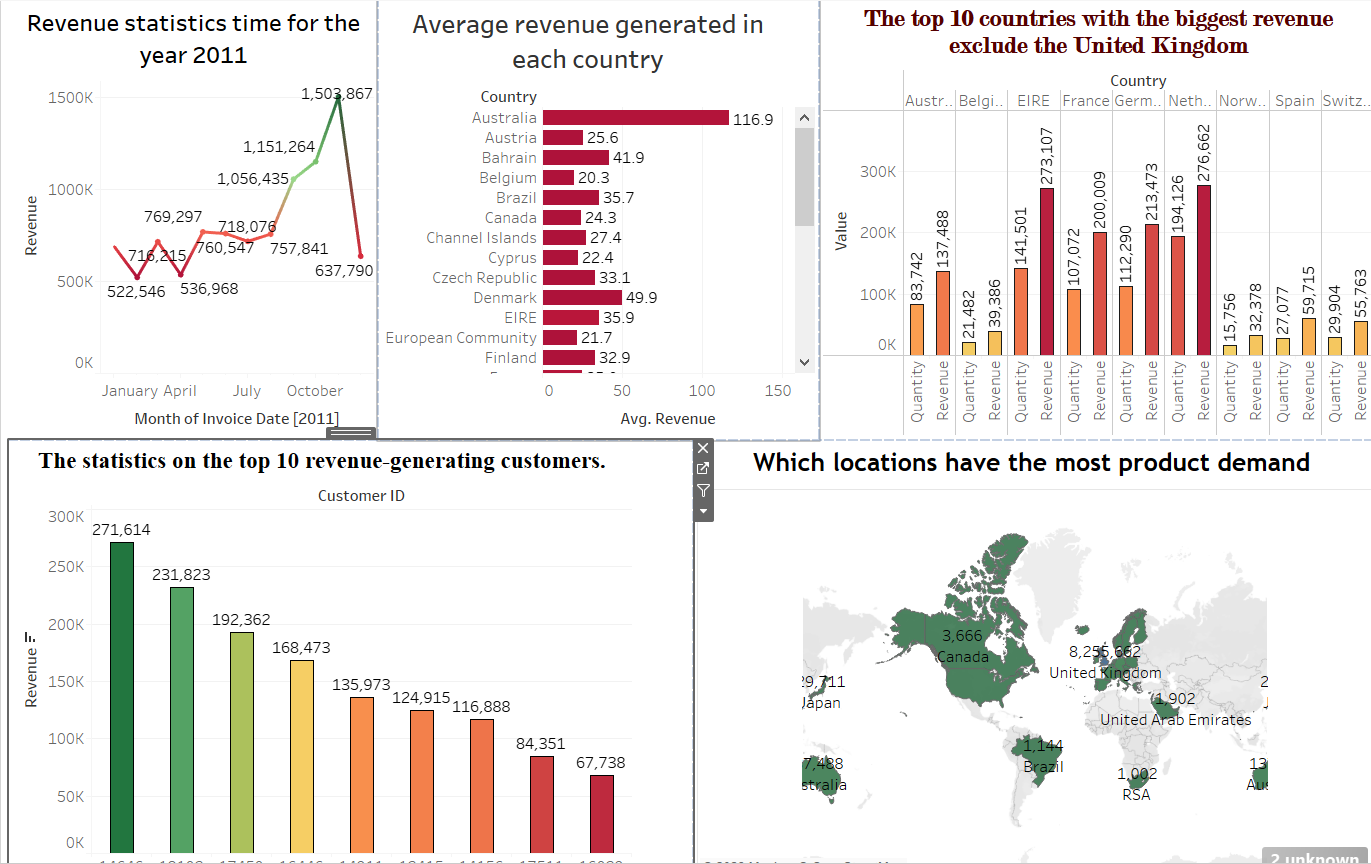 Revenue statistics time for the
year 2011
1500K
1000K
500K
0K
Revenue
1,503,867
1,151,264
1,056,435
769,297
718,076
716,215
760,547
757,841
637,790
522,546
536,968
January April July October
Month of Invoice Date [2011]
Average revenue generated in
each country
Country
Australia 116.9
Austria 25.6
Bahrain 41.9
Belgium 20.3
Brazil 35.7
Canada 24.3
Channel Islands 27.4
Cyprus 22.4
Czech Republic 33.1
Denmark 49.9
EIRE 35.9
European Community 21.7
Finland 32.9
0 50 100 150
Avg. Revenue
The top 10 countries with the biggest revenue
exclude the United Kingdom
Country
Austr.. Belgi.. EIRE France Germ.. Neth.. Norw.. Spain Switz..
300K
200K
100K
0K
Value
83,742 137,488 21,482 39,386 141,501 273,107 107,072 200,009 112,290 213,473 194,126 276,662 15,756 32,378 27,077 59,715 29,904 55,763
Quantity Revenue Quantity Revenue Quantity Revenue Quantity Revenue Quantity Revenue Quantity Revenue Quantity Revenue Quantity Revenue Quantity Revenue
The statistics on the top 10 revenue-generating customers.
Customer ID
300K
250K
200K
150K
100K
50K
0K
Revenue
271,614
231,823
192,362
168,473
135,973
124,915
116,888
84,351
67,738
Which locations have the most product demand
3,666
Canada
8,255,662
United Kingdom
29,711
Japan
1,902
United Arab Emirates
7,488
stralia
1,144
Brazil
1,002
RSA
2
13
Aus
2 unknown